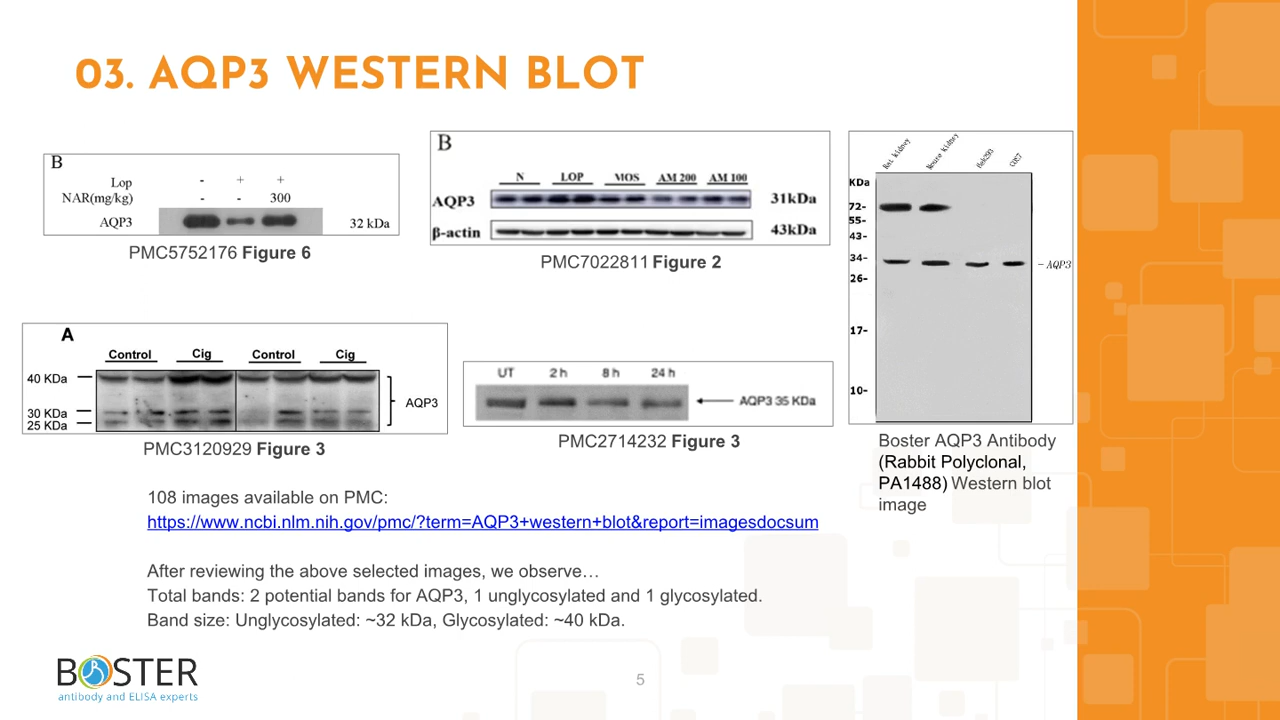 03. AQP3 WESTERN BLOT
B
Lop - + +
NAR(mg/kg) - - 300
AQP3 32 kDa
PMC5752176 Figure 6
B
N LOP MOS AM 200 AM 100
AQP3 31kDa
β-actin 43kDa
PMC7022811 Figure 2
Rat kidney Mouse kidney Hek293 COS7
KDa
72-
55-
43-
34-
- AQP3
26-
17-
10-
Boster AQP3 Antibody
(Rabbit Polyclonal,
PA1488) Western blot
image
A
Control Cig Control Cig
40 KDa
AQP3
30 KDa
25 KDa
PMC3120929 Figure 3
UT 2 h 8 h 24 h
AQP3 35 KDa
PMC2714232 Figure 3
108 images available on PMC:
https://www.ncbi.nlm.nih.gov/pmc/?term=AQP3+western+blot&report=imagesdocsum
After reviewing the above selected images, we observe…
Total bands: 2 potential bands for AQP3, 1 unglycosylated and 1 glycosylated.
Band size: Unglycosylated: ~32 kDa, Glycosylated: ~40 kDa.
BOSTER
antibody and ELISA experts
5